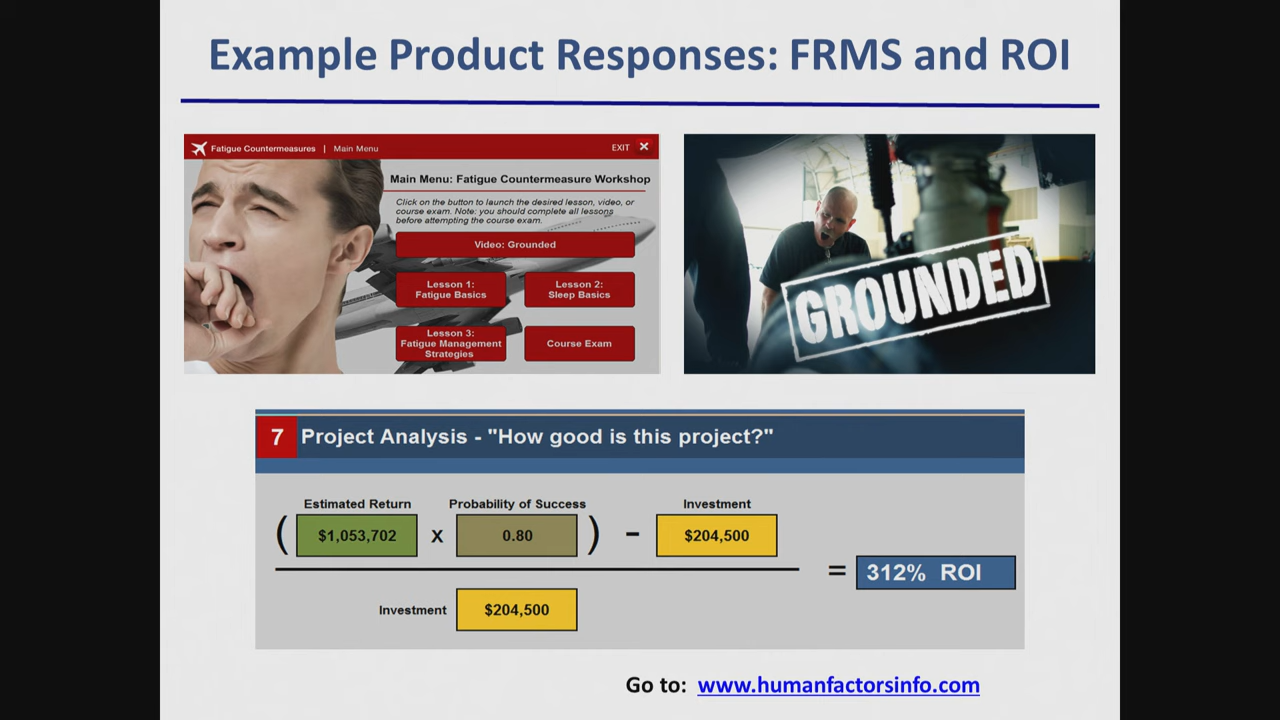 Example Product Responses: FRMS and ROI
Fatigue Countermeasures | Main Menu
EXIT X
Main Menu: Fatigue Countermeasure Workshop
Click on the button to launch the desired lesson, video, or
course exam. Note: you should complete all lessons
before attempting the course exam.
Video: Grounded
Lesson 1:
Fatigue Basics
Lesson 2:
Sleep Basics
Lesson 3:
Fatigue Management
Strategies
Course Exam
GROUNDED
7 Project Analysis - "How good is this project?"
Estimated Return Probability of Success Investment
( $1,053,702 x 0.80 ) - $204,500
= 312% ROI
Investment $204,500
Go to: www.humanfactorsinfo.com